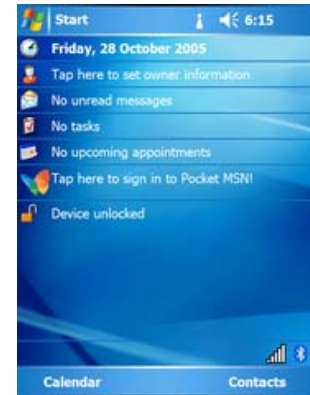 Start 6:15
Friday, 28 October 2005
Tap here to set owner information
No unread messages
No tasks
No upcoming appointments
Tap here to sign in to Pocket MSN!
Device unlocked
Calendar Contacts